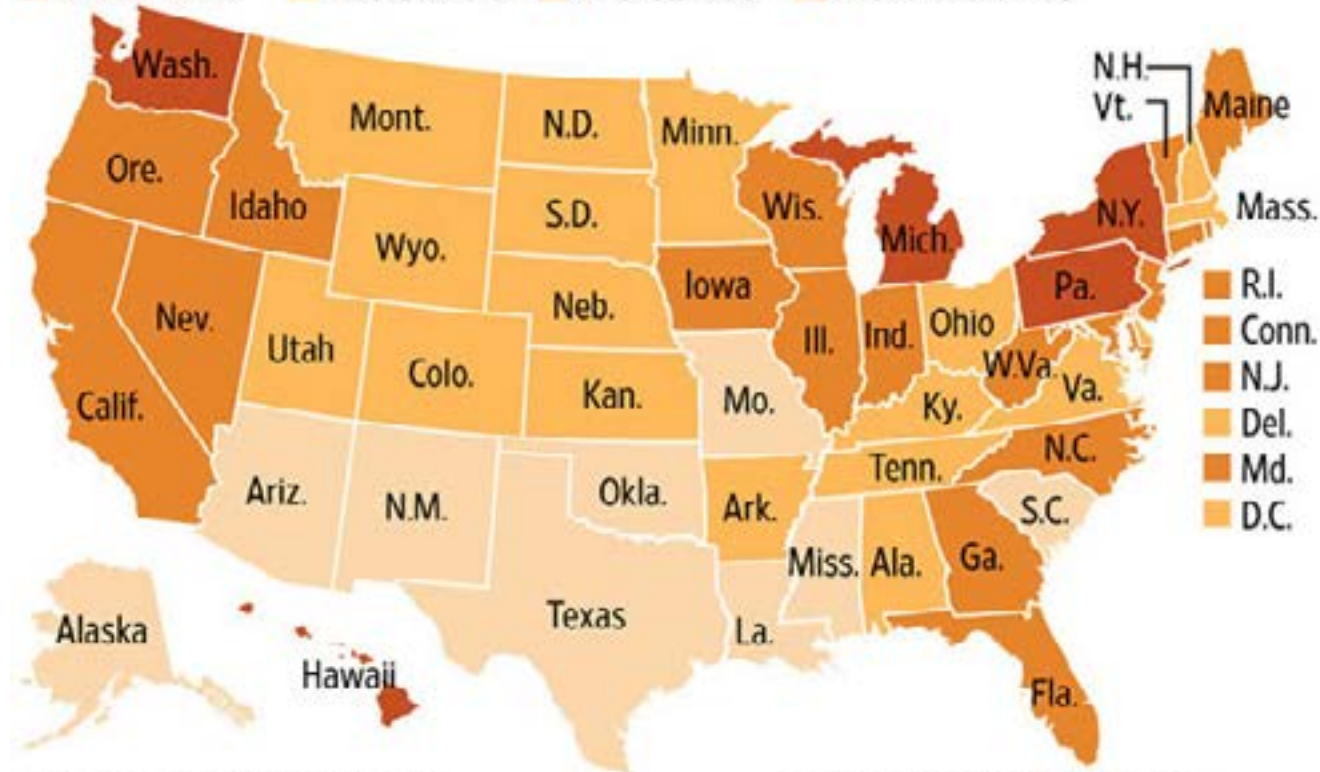 Wash.
Mont.
N.D.
Minn.
N.H.
Vt.
Maine
Ore.
Idaho
Wyo.
S.D.
Wis.
Mich.
N.Y.
Mass.
Nev.
Utah
Colo.
Neb.
Iowa
Ill.
Ind.
Ohio
Pa.
R.I.
Conn.
Calif.
Kan.
Mo.
Ky.
W.Va.
Va.
N.J.
Del.
Ariz.
N.M.
Okla.
Ark.
Tenn.
N.C.
Md.
S.C.
D.C.
Miss.
Ala.
Ga.
Alaska
Hawaii
Texas
La.
Fla.